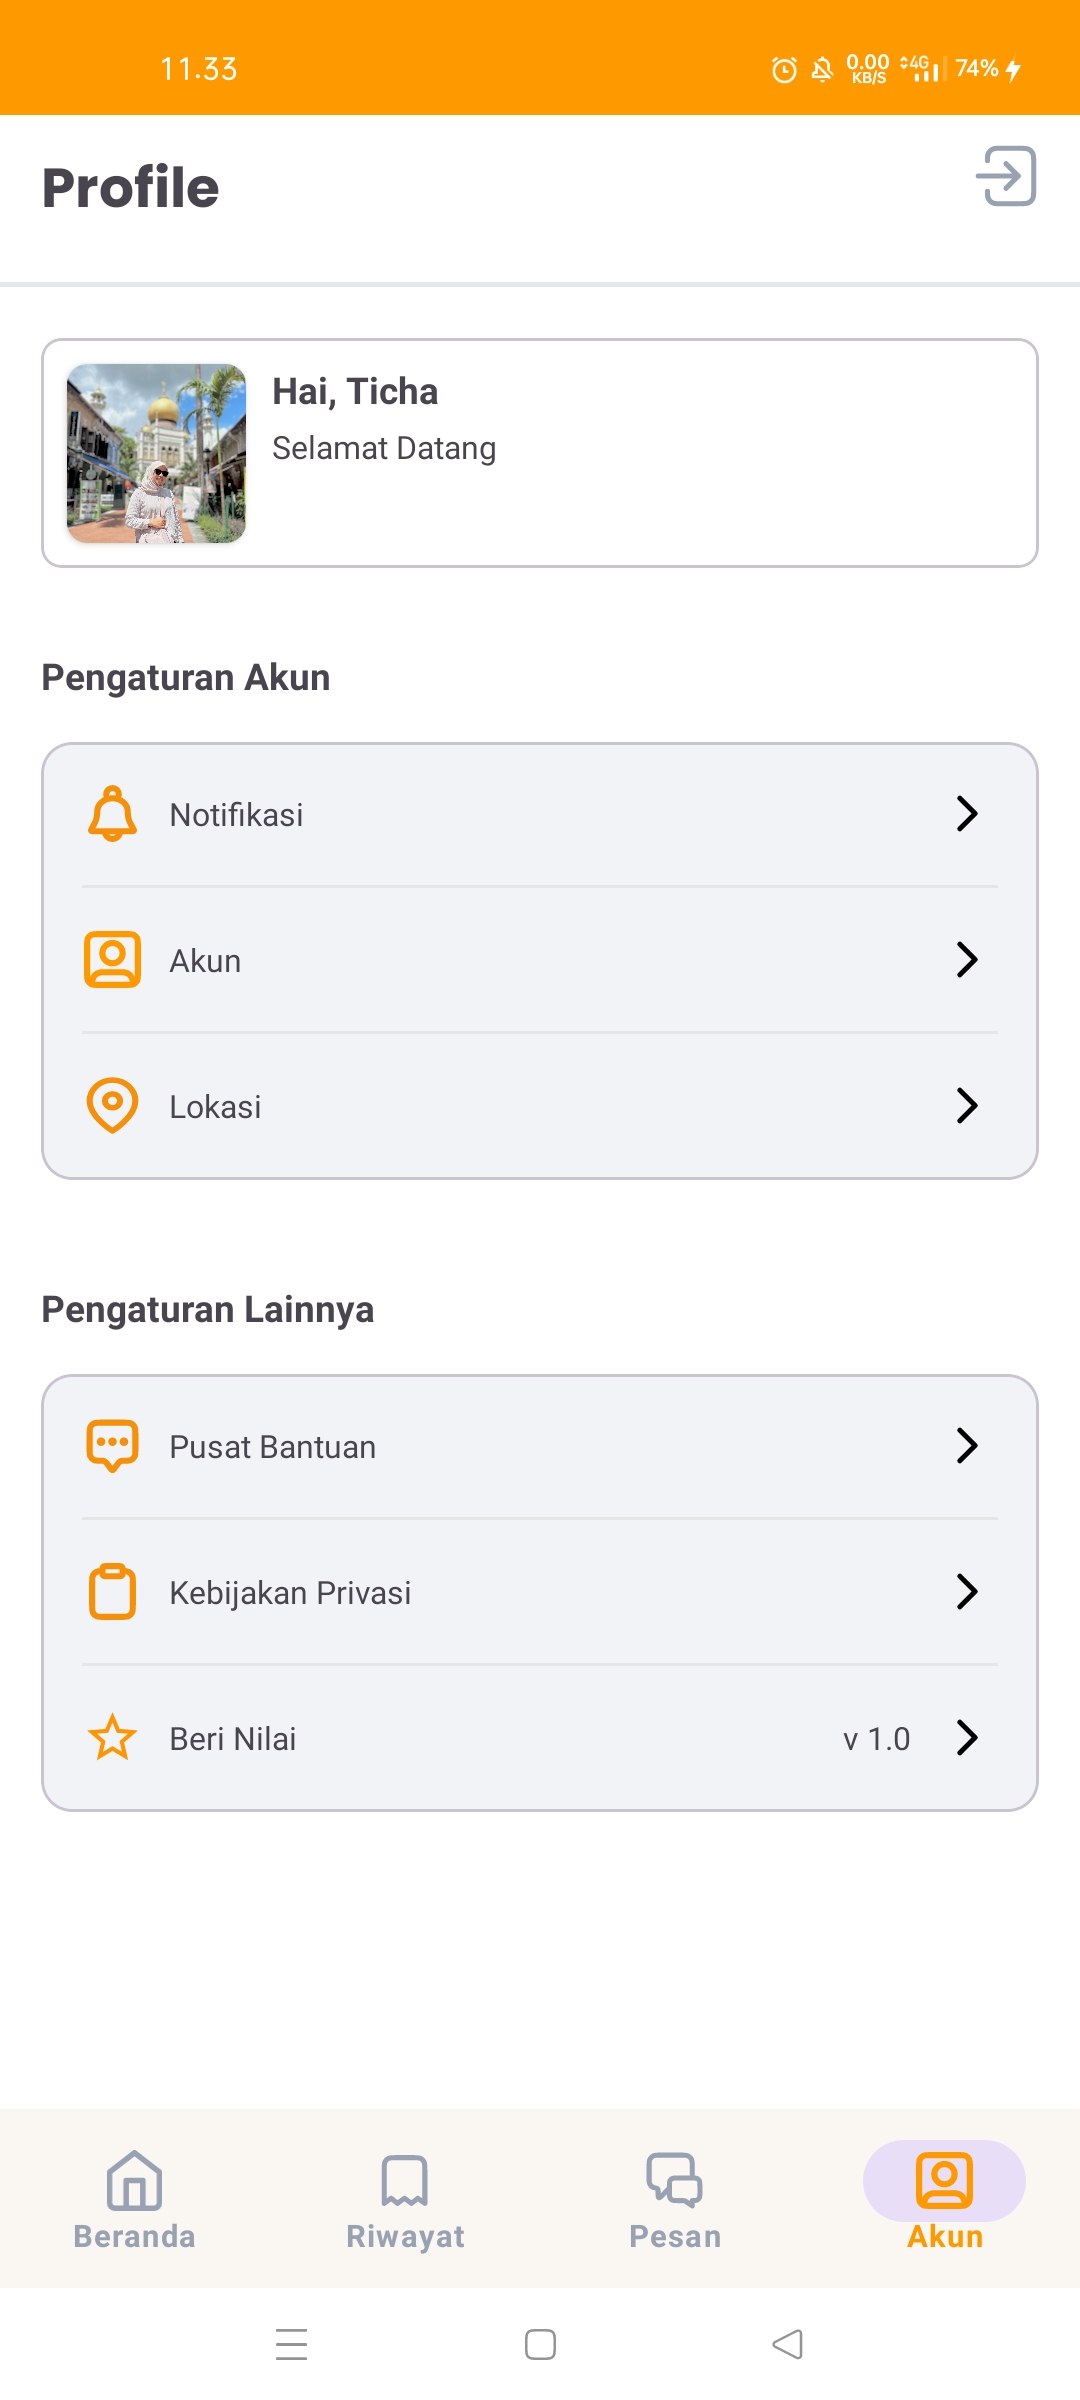 11.33
0.00
KB/S
4G
74%
Profile
Hai, Ticha
Selamat Datang
Pengaturan Akun
Notifikasi
Akun
Lokasi
Pengaturan Lainnya
Pusat Bantuan
Kebijakan Privasi
Beri Nilai
v 1.0
Beranda
Riwayat
Pesan
Akun